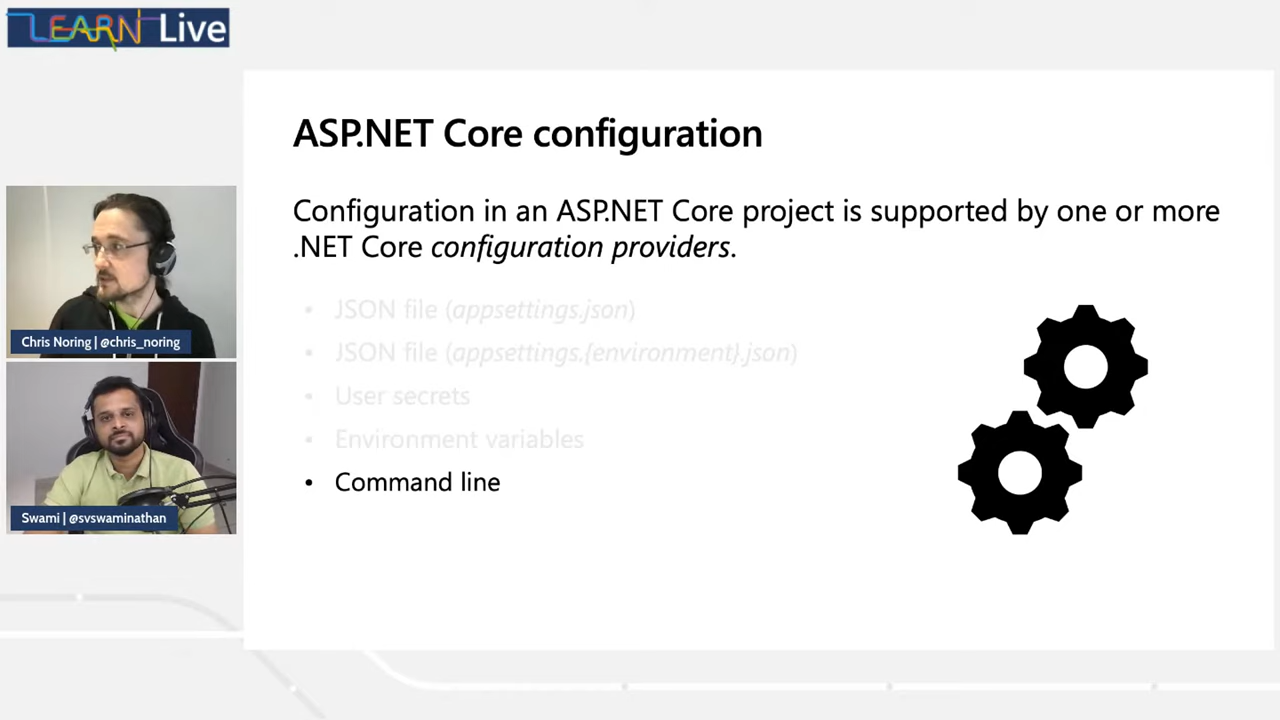 LEARN Live
ASP.NET Core configuration
Configuration in an ASP.NET Core project is supported by one or more
.NET Core configuration providers.
• JSON file (appsettings.json)
• JSON file (appsettings.{environment}.json)
• User secrets
• Environment variables
• Command line
Chris Noring | @chris_noring
Swami | @svswaminathan